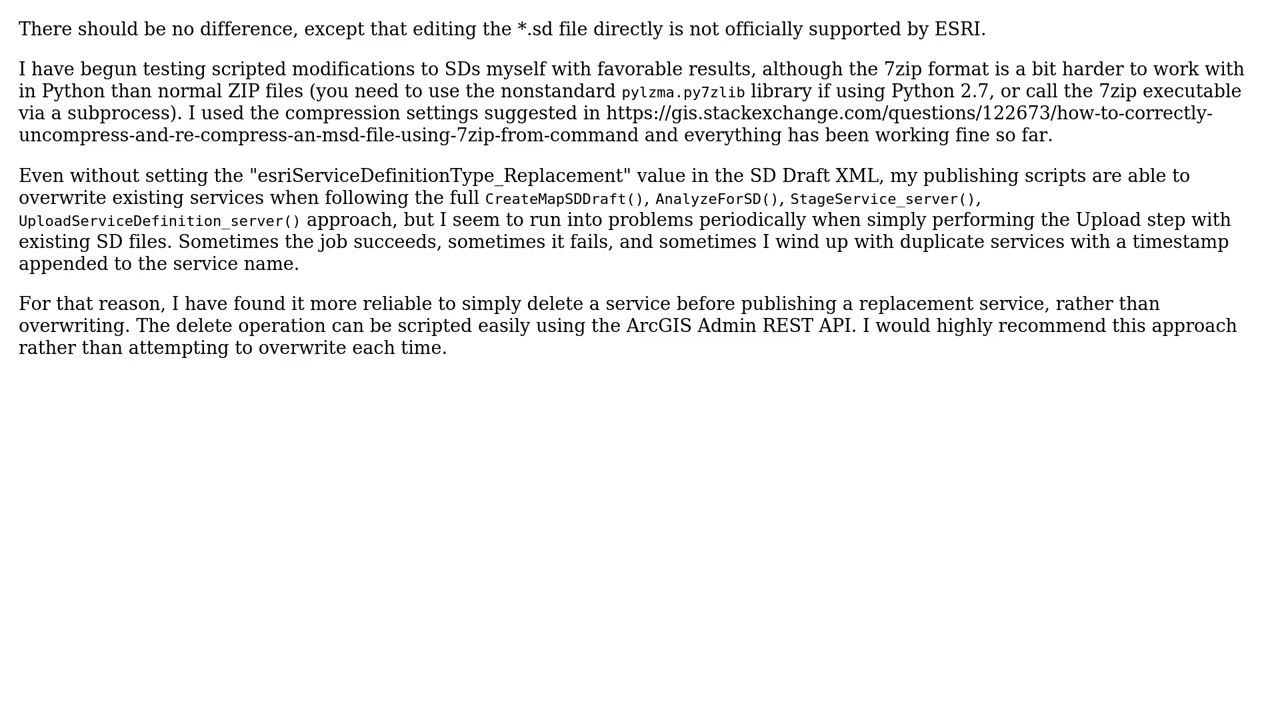 There should be no difference, except that editing the *.sd file directly is not officially supported by ESRI.
I have begun testing scripted modifications to SDs myself with favorable results, although the 7zip format is a bit harder to work with
in Python than normal ZIP files (you need to use the nonstandard pylzma.py7zlib library if using Python 2.7, or call the 7zip executable
via a subprocess). I used the compression settings suggested in https://gis.stackexchange.com/questions/122673/how-to-correctly-
uncompress-and-re-compress-an-msd-file-using-7zip-from-command and everything has been working fine so far.
Even without setting the "esriServiceDefinitionType_Replacement" value in the SD Draft XML, my publishing scripts are able to
overwrite existing services when following the full CreateMapSDDraft(), AnalyzeForSD(), StageService_server(),
UploadServiceDefinition_server() approach, but I seem to run into problems periodically when simply performing the Upload step with
existing SD files. Sometimes the job succeeds, sometimes it fails, and sometimes I wind up with duplicate services with a timestamp
appended to the service name.
For that reason, I have found it more reliable to simply delete a service before publishing a replacement service, rather than
overwriting. The delete operation can be scripted easily using the ArcGIS Admin REST API. I would highly recommend this approach
rather than attempting to overwrite each time.